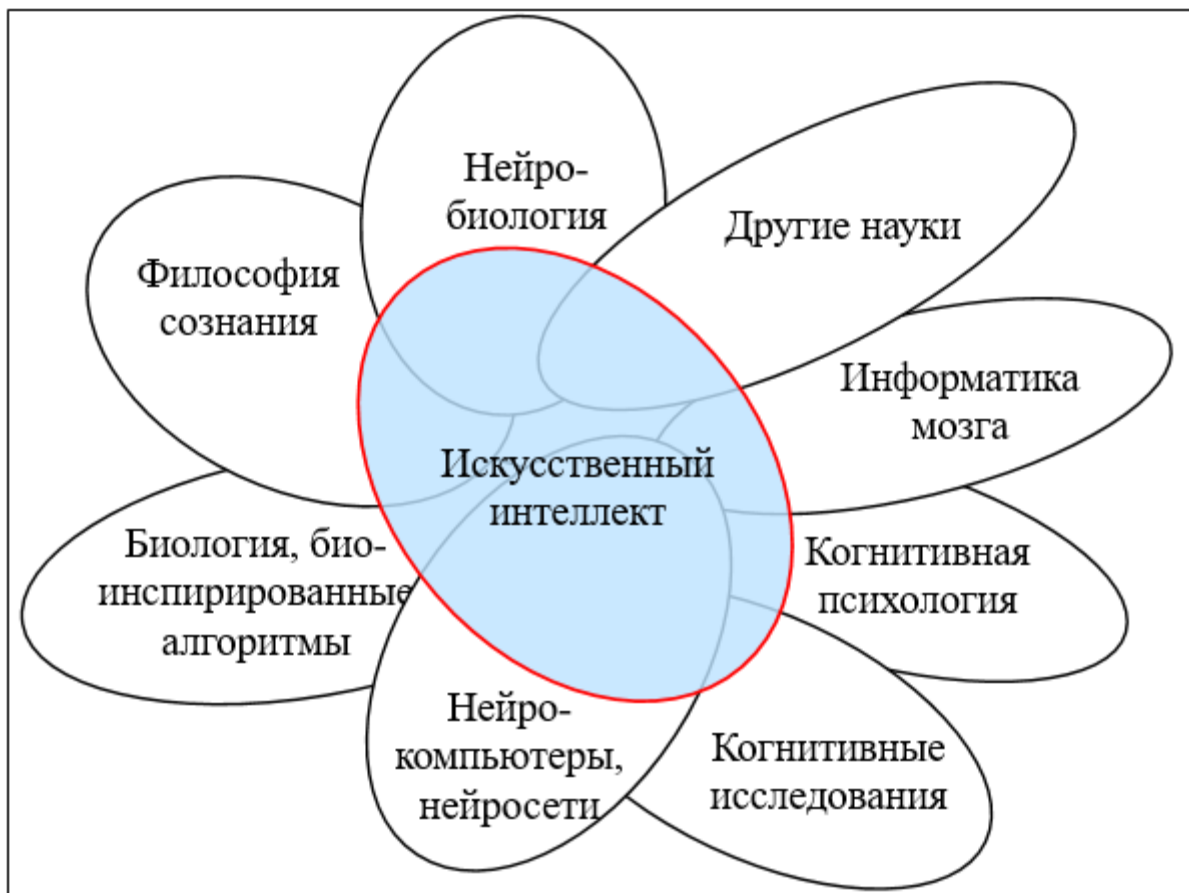 Нейро-
биология
Другие науки
Философия
сознания
Информатика
мозга
Искусственный
интеллект
Биология, био-
инспирированные
алгоритмы
Когнитивная
психология
Нейро-
компьютеры,
нейросети
Когнитивные
исследования